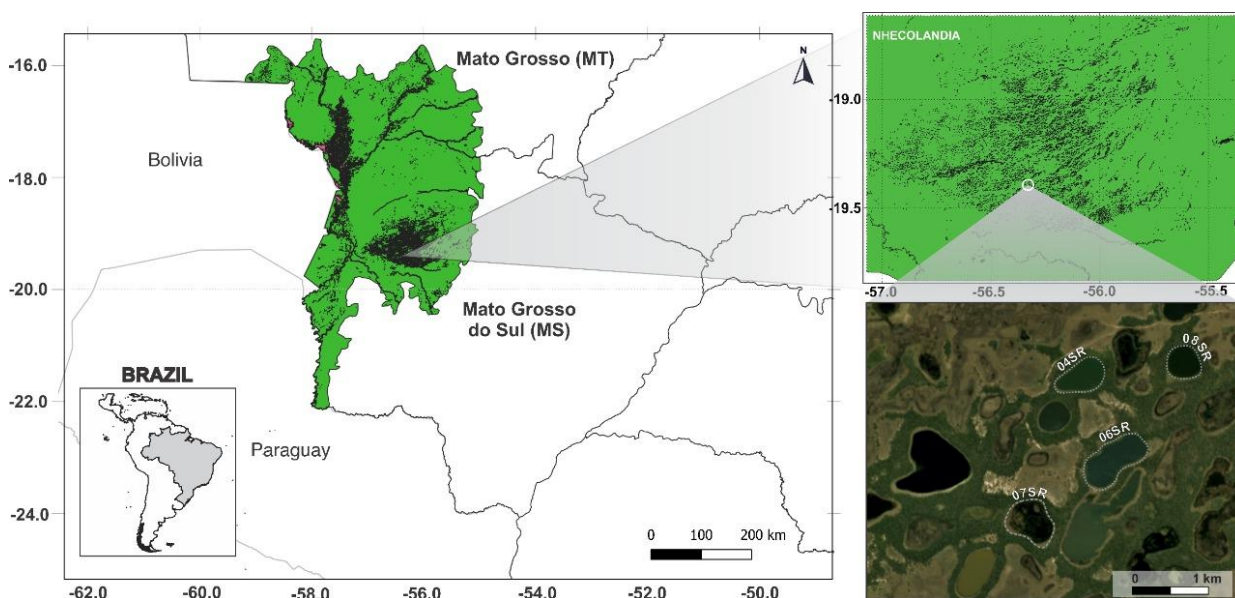 Mato Grosso (MT)
N
Bolivia
Mato Grosso
do Sul (MS)
Paraguay
BRAZIL
0 100 200 km
-16.0
-18.0
-20.0
-22.0
-24.0
-62.0 -60.0 -58.0 -56.0 -54.0 -52.0 -50.0
NHECOLANDIA
-19.0
-19.5
-57.0 -56.5 -56.0 -55.5
04SR
08SR
06SR
07SR
0 1 km